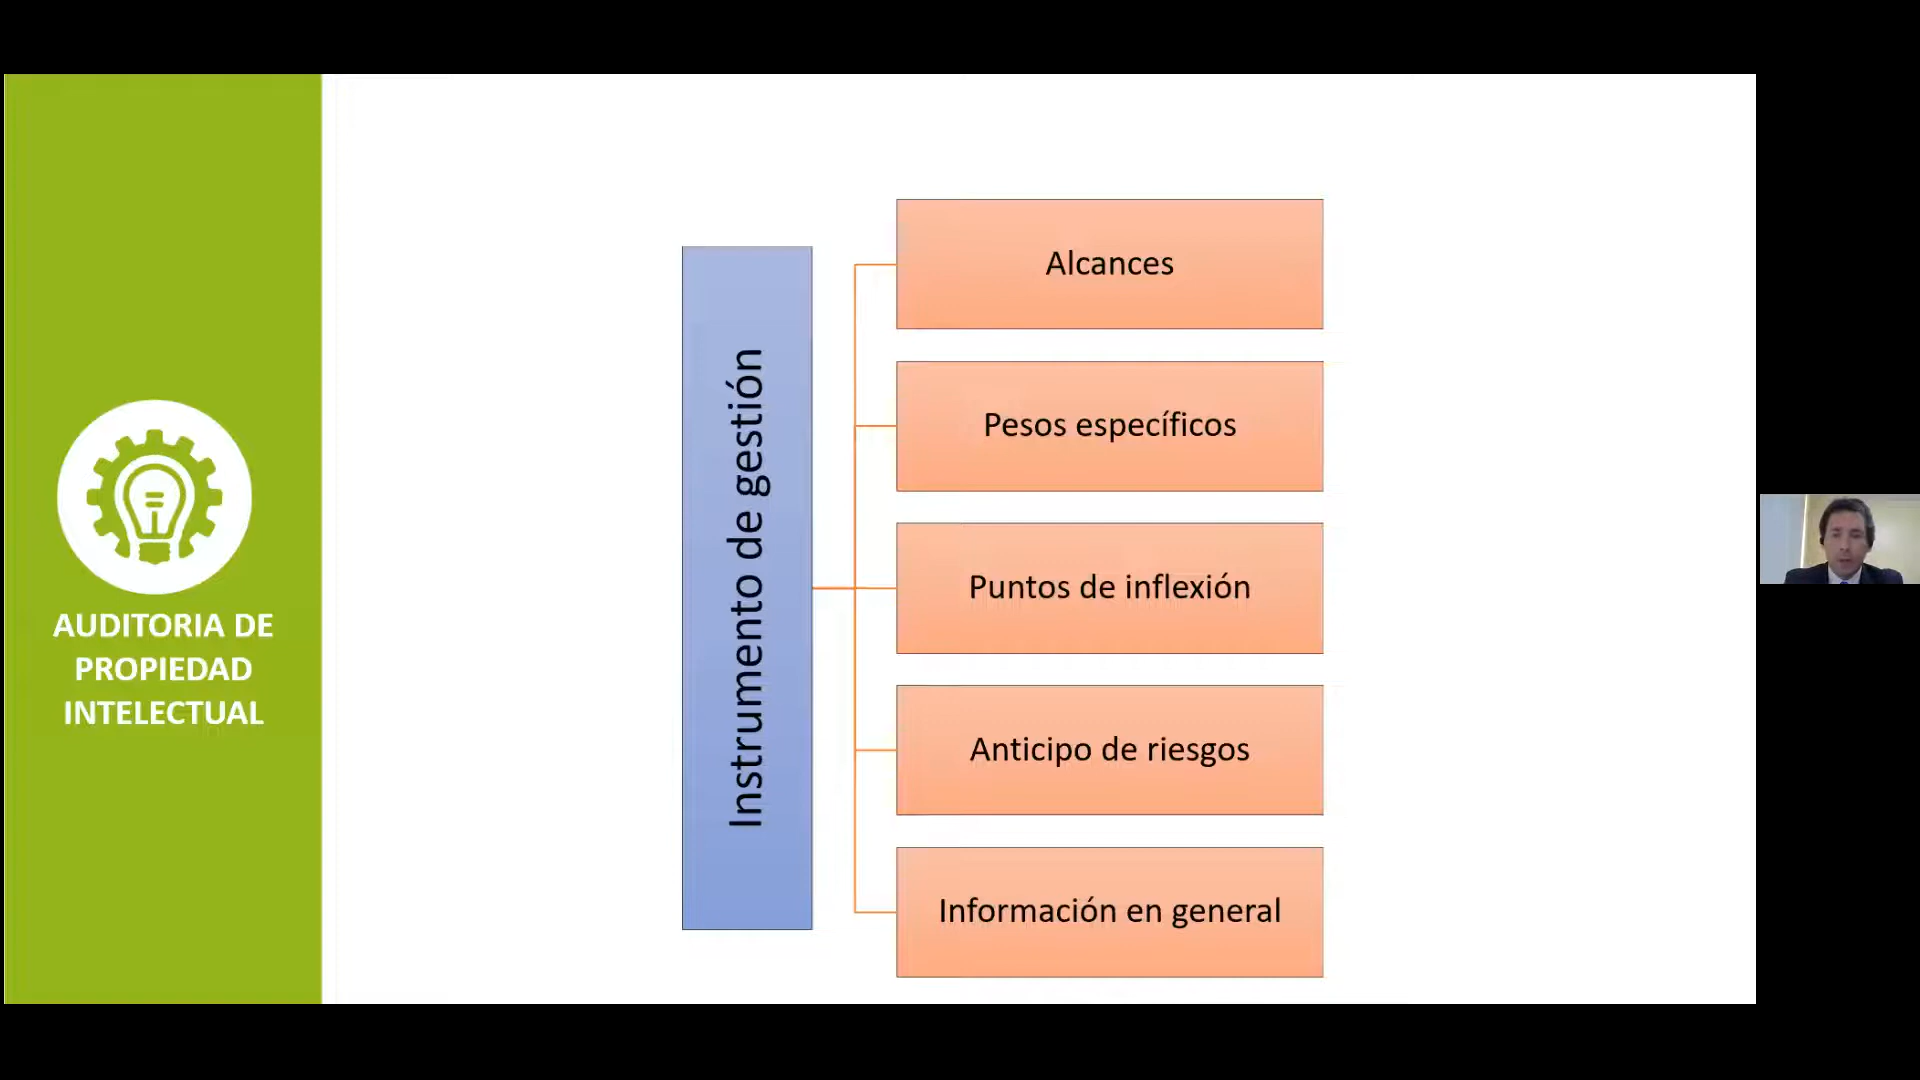 AUDITORIA DE
PROPIEDAD
INTELECTUAL
Instrumento de gestión
Alcances
Pesos específicos
Puntos de inflexión
Anticipo de riesgos
Información en general